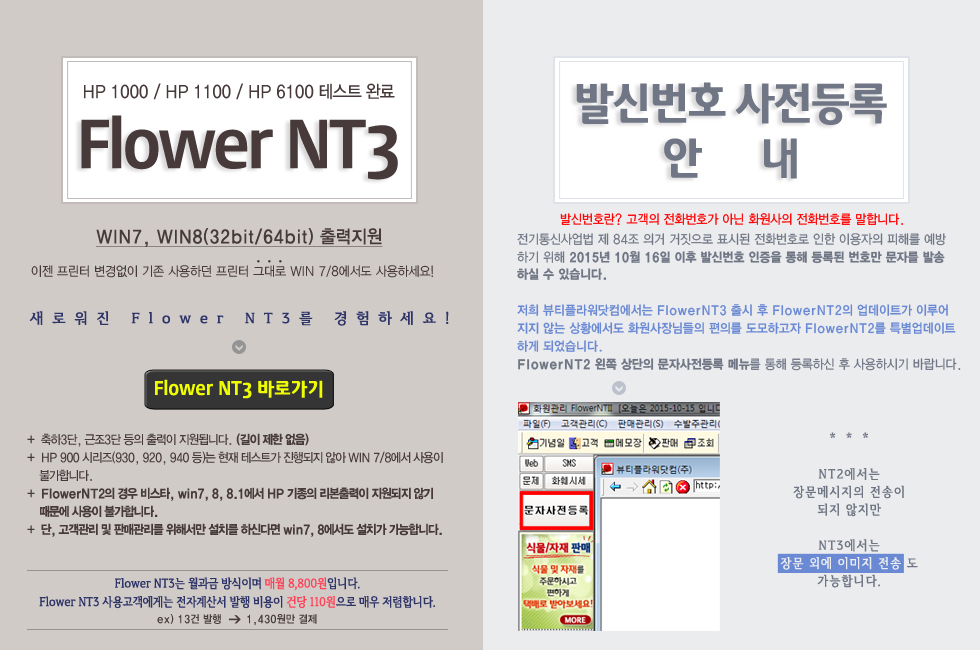 HP 1000 / HP 1100 / HP 6100 테스트 완료
Flower NT3
WIN7, WIN8(32bit/64bit) 출력지원
이젠 프린터 변경없이 기존 사용하던 프린터 그대로 WIN 7/8에서도 사용하세요!
새로워진 Flower NT3를 경험하세요!
Flower NT3 바로가기
+ 축하3단, 근조3단 등의 출력이 지원됩니다. (길이 제한 없음)
+ HP 900 시리즈(930, 920, 940 등)는 현재 테스트가 진행되지 않아 WIN 7/8에서 사용이
불가합니다.
+ FlowerNT2의 경우 비스타, win7, 8, 8.1에서 HP 기종의 리본출력이 지원되지 않기
때문에 사용이 불가합니다.
+ 단, 고객관리 및 판매관리를 위해서만 설치를 하신다면 win7, 8에서도 설치가 가능합니다.
Flower NT3는 월과금 방식이며 매월 8,800원입니다.
Flower NT3 사용고객에게는 전자계산서 발행 비용이 건당 110원으로 매우 저렴합니다.
ex) 13건 발행 → 1,430원만 결제
발신번호 사전등록
안 내
발신번호란? 고객의 전화번호가 아닌 화원사의 전화번호를 말합니다.
전기통신사업법 제 84조 의거 거짓으로 표시된 전화번호로 인한 이용자의 피해를 예방
하기 위해 2015년 10월 16일 이후 발신번호 인증을 통해 등록된 번호만 문자를 발송
하실 수 있습니다.
저희 뷰티플라워닷컴에서는 FlowerNT3 출시 후 FlowerNT2의 업데이트가 이루어
지지 않는 상황에서도 화원사장님들의 편의를 도모하고자 FlowerNT2를 특별업데이트
하게 되었습니다.
FlowerNT2 왼쪽 상단의 문자사전등록 메뉴를 통해 등록하신 후 사용하시기 바랍니다.
화원관리 FlowerNTⅡ [오늘은 2015-10-15 입니다
파일(F) 고객관리(C) 판매관리(S) 수발주관리(
기념일 고객 메모장 판매 조회
Web SMS
문제 화훼시세
뷰티플라워닷컴(주)
http:
문자사전등록
식물/자재 판매
식물 및 자재를
주문하시고
편하게
택배로 받아보세요!
MORE
* * *
NT2에서는
장문메시지의 전송이
되지 않지만
NT3에서는
장문 외에 이미지 전송 도
가능합니다.